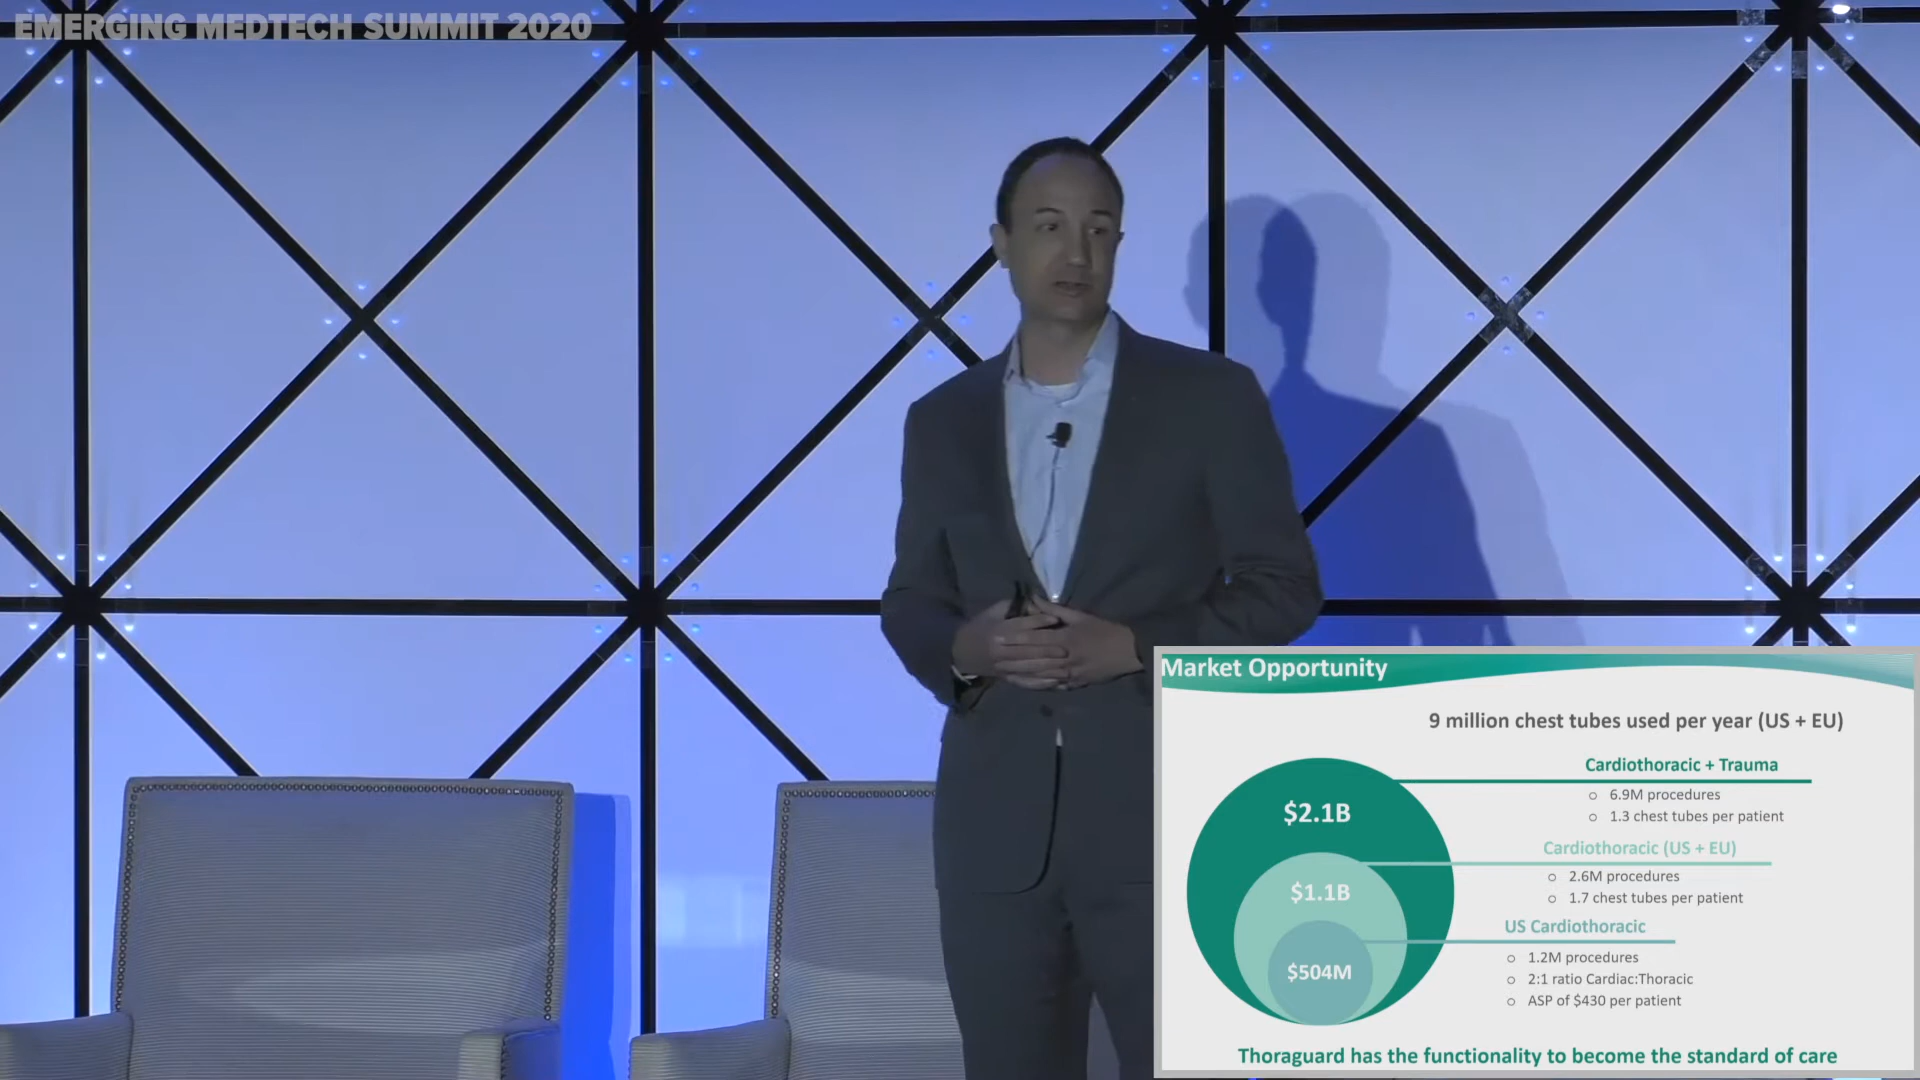 EMERGING MEDTECH SUMMIT 2020
Market Opportunity
9 million chest tubes used per year (US + EU)
Cardiothoracic + Trauma
○ 6.9M procedures
○ 1.3 chest tubes per patient
$2.1B
Cardiothoracic (US + EU)
○ 2.6M procedures
○ 1.7 chest tubes per patient
$1.1B
US Cardiothoracic
○ 1.2M procedures
○ 2:1 ratio Cardiac:Thoracic
○ ASP of $430 per patient
$504M
Thoraguard has the functionality to become the standard of care